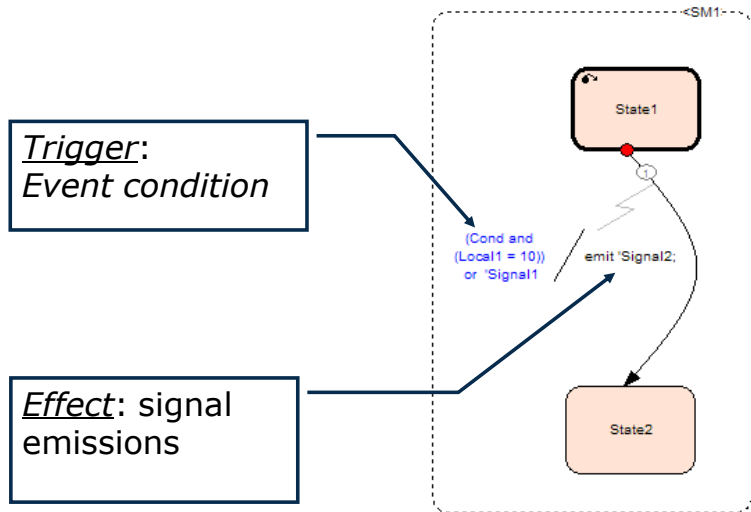 <SM1>
State1
Trigger:
Event condition
1
(Cond and
(Local1 = 10))
or 'Signal1
/
emit 'Signal2;
Effect: signal
emissions
State2